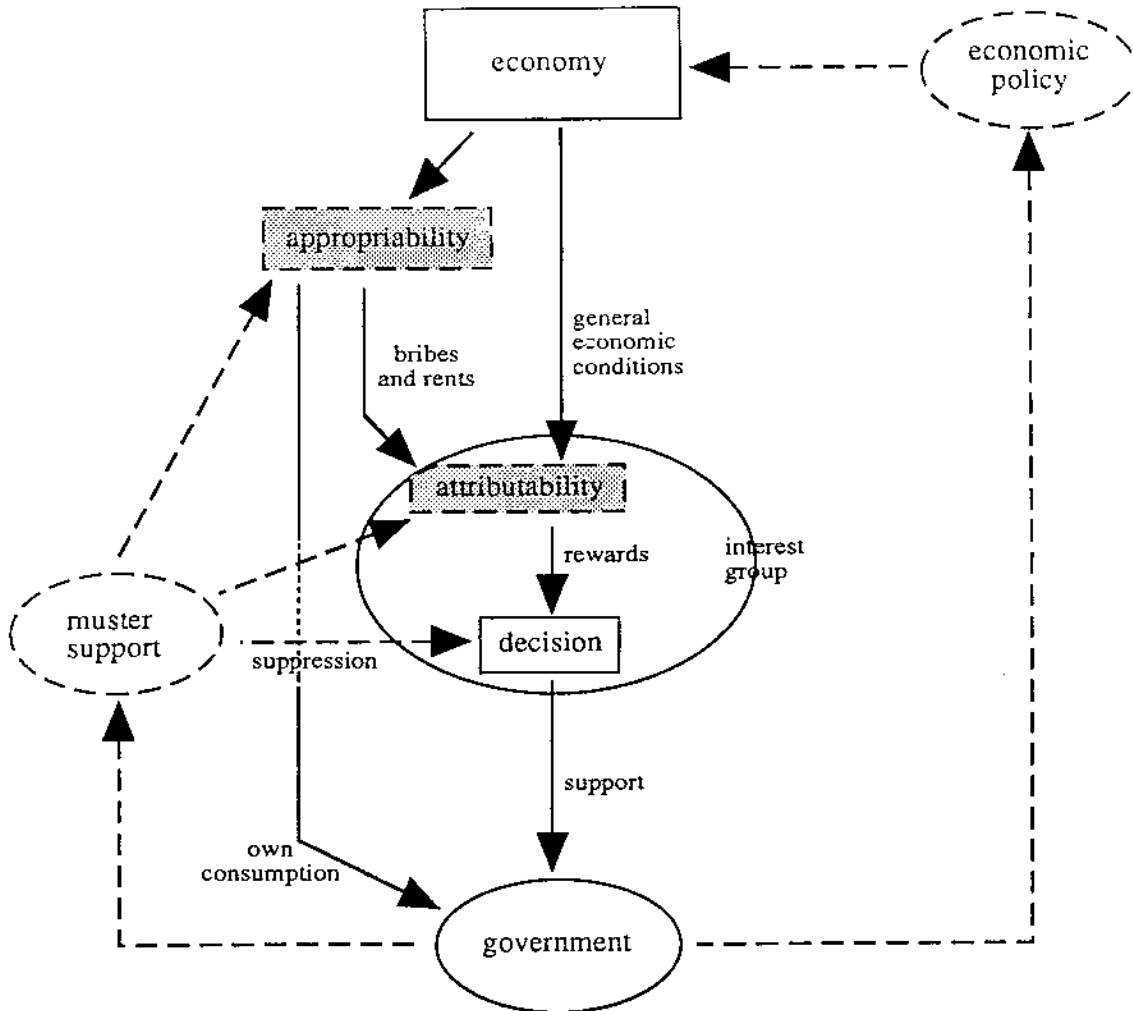 economy
economic
policy
appropriability
general
economic
conditions
bribes
and rents
attributability
rewards
interest
group
muster
support
suppression
decision
support
own
consumption
government